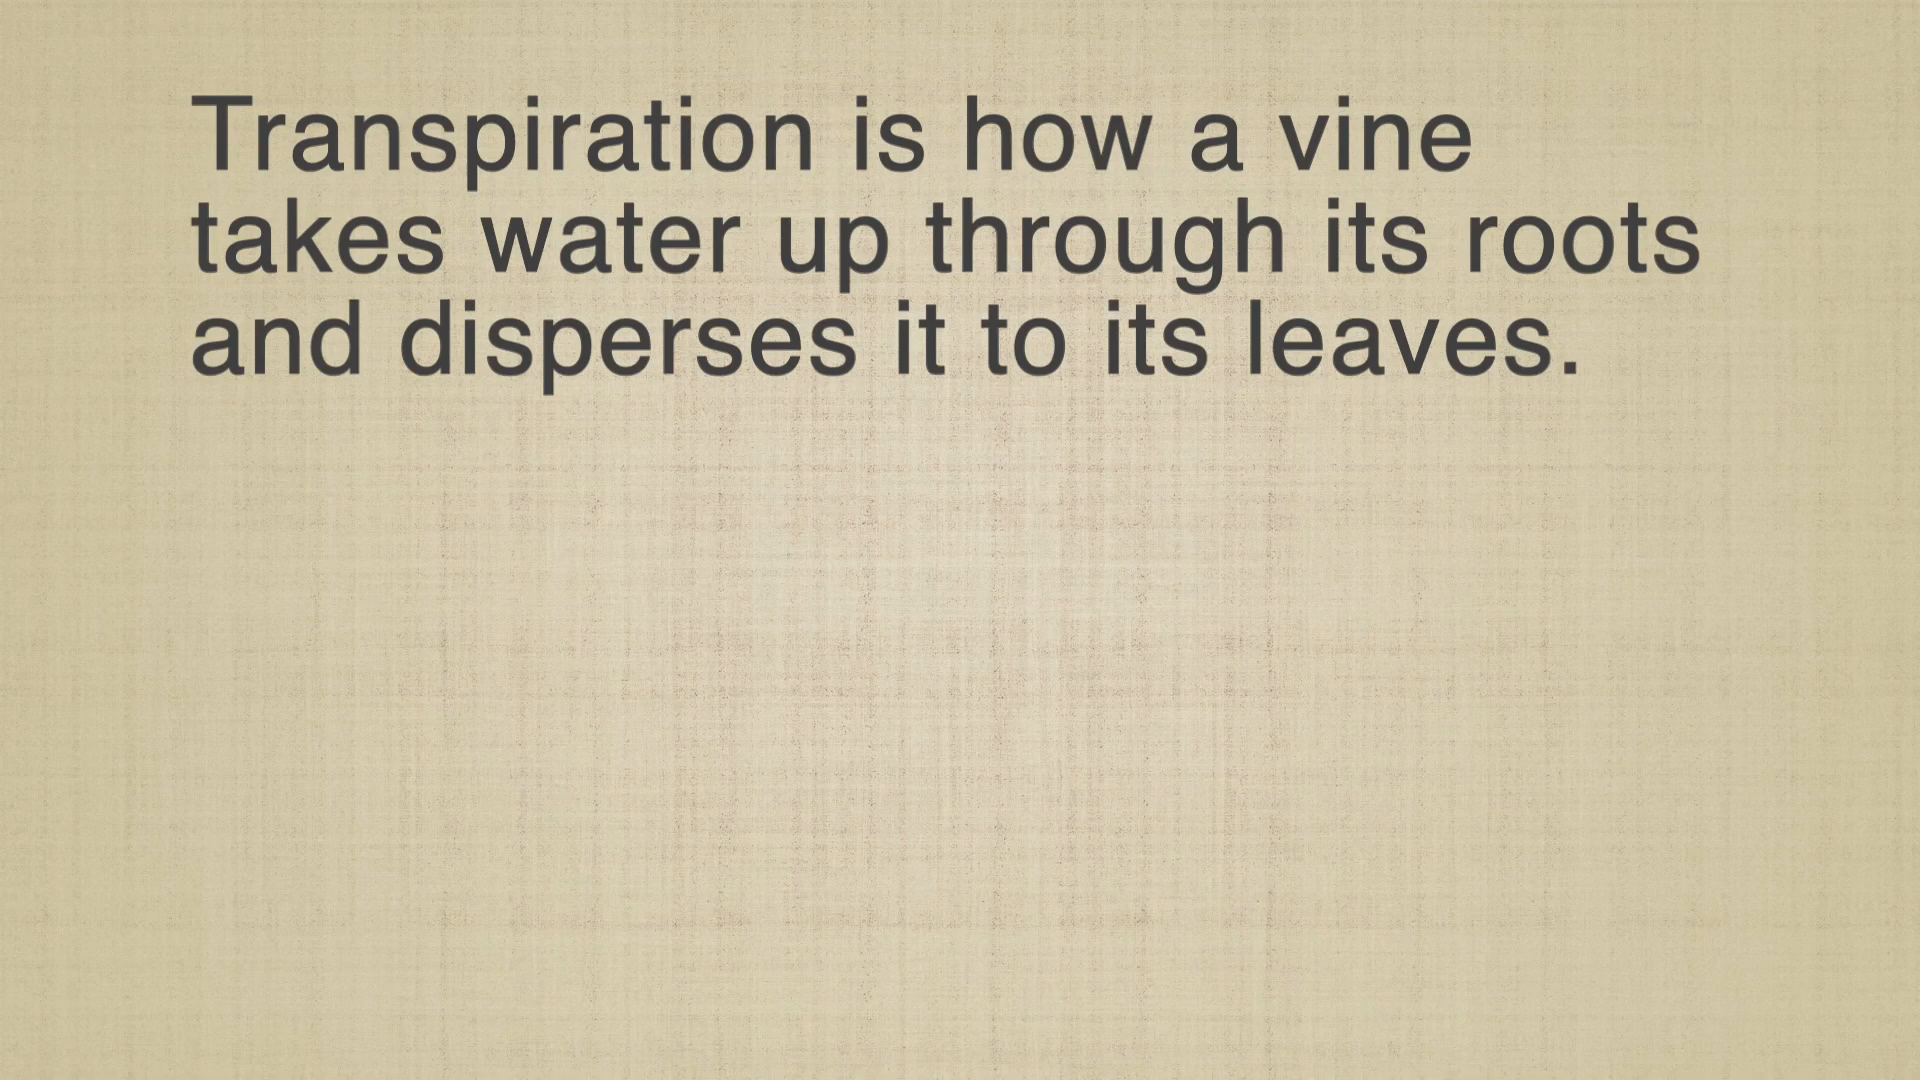 Transpiration is how a vine
takes water up through its roots
and disperses it to its leaves.